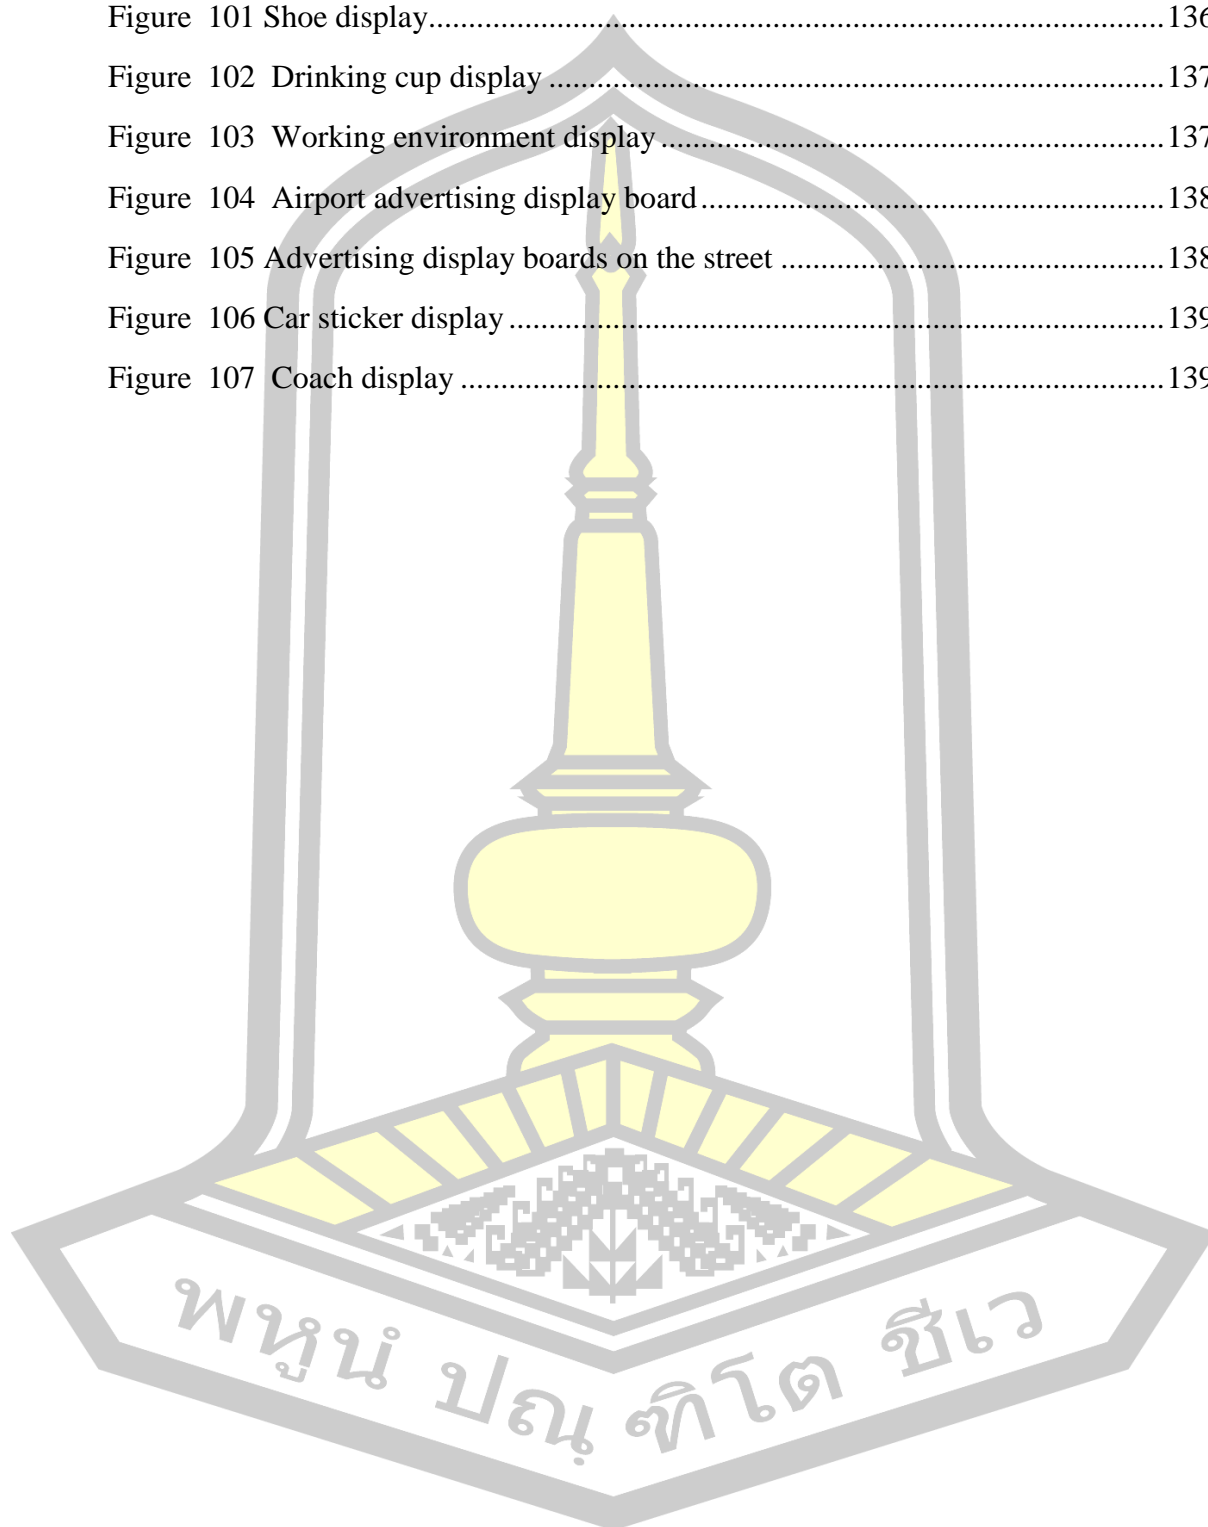 Figure 101 Shoe display.......................................................................................136
Figure 102 Drinking cup display.......................................................................................137
Figure 103 Working environment display.......................................................................................137
Figure 104 Airport advertising display board.......................................................................................138
Figure 105 Advertising display boards on the street.......................................................................................138
Figure 106 Car sticker display.......................................................................................139
Figure 107 Coach display.......................................................................................139
พหูนํ ปณฺฑิโต ชีเว